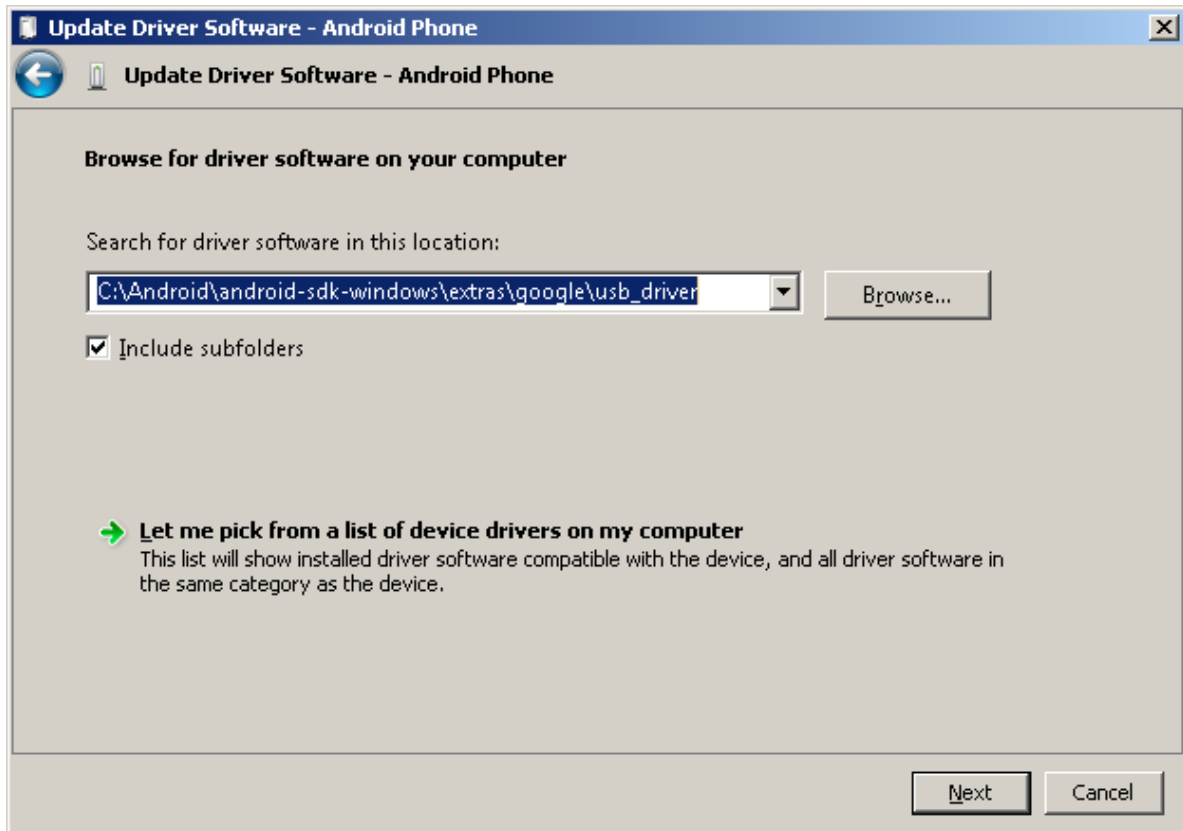 Update Driver Software - Android Phone
Update Driver Software - Android Phone
Browse for driver software on your computer
Search for driver software in this location:
C:\Android\android-sdk-windows\extras\google\usb_driver
Browse...
Include subfolders
Let me pick from a list of device drivers on my computer
This list will show installed driver software compatible with the device, and all driver software in
the same category as the device.
Next
Cancel